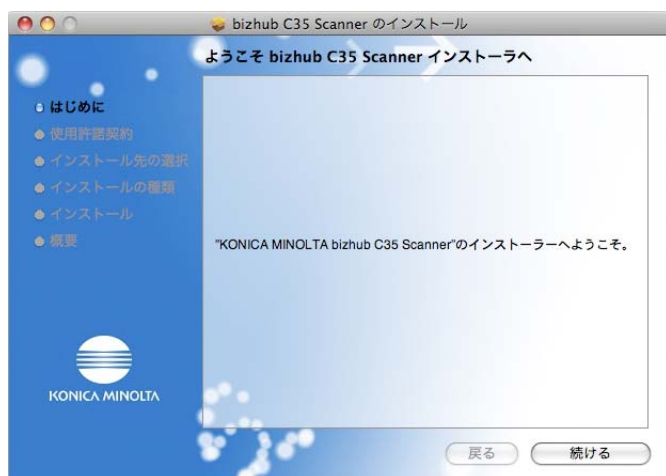 bizhub C35 Scanner のインストール
ようこそ bizhub C35 Scanner インストーラへ
はじめに
使用許諾契約
インストール先の選択
インストールの種類
インストール
概要
"KONICA MINOLTA bizhub C35 Scanner"のインストーラーへようこそ。
KONICA MINOLTA
戻る
続ける